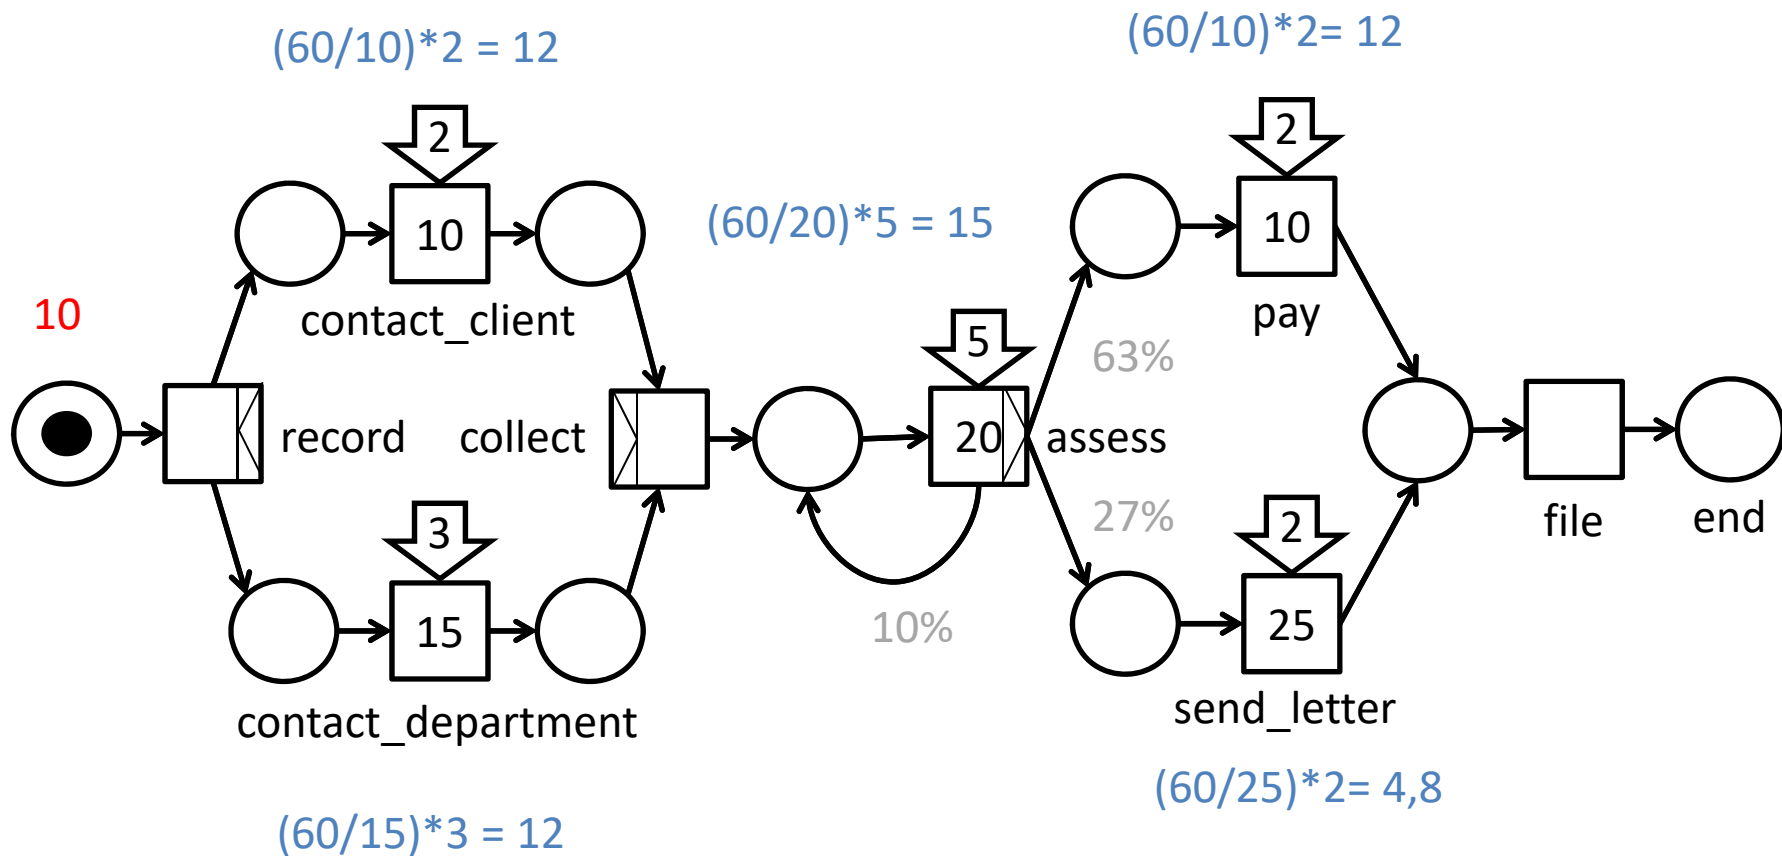 (60/10)*2 = 12
(60/10)*2= 12
2
2
10
10
(60/20)*5 = 15
contact_client
pay
10
5
63%
record
collect
20
assess
27%
3
2
file
end
10%
15
25
contact_department
send_letter
(60/25)*2= 4,8
(60/15)*3 = 12